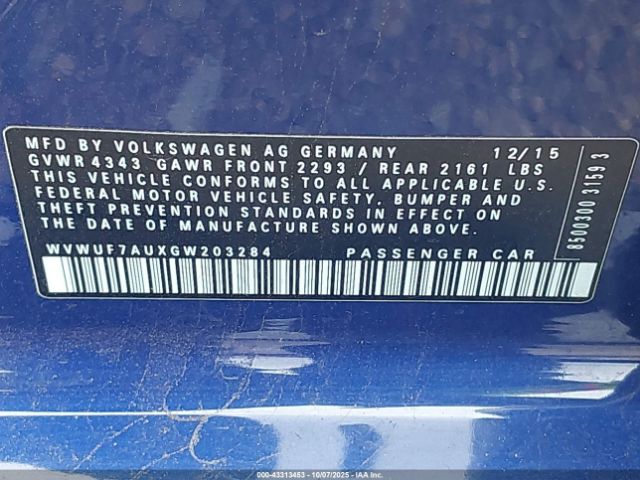 MFD BY VOLKSWAGEN AG GERMANY 12/15
GVWR 4343 GAWR FRONT 2293 / REAR 2161 LBS
THIS VEHICLE CONFORMS TO ALL APPLICABLE U.S.
FEDERAL MOTOR VEHICLE SAFETY, BUMPER AND
THEFT PREVENTION STANDARDS IN EFFECT ON
THE DATE OF MANUFACTURE SHOWN ABOVE.
WVWUF7AUXGW203284 PASSENGER CAR
8500300 3159 3
000-43313453 | 10/07/2025 | Copyright © IAA, LLC